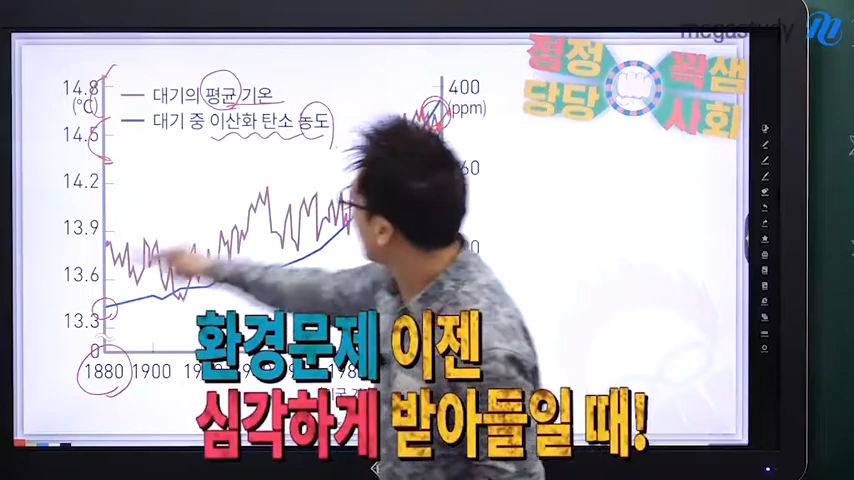 megastudy
정정 꽉샘
당당 사회
14.8
(℃)
14.5
14.2
13.9
13.6
13.3
0
대기의 평균 기온
대기 중 이산화 탄소 농도
400
(ppm)
1880 1900
환경문제 이젠
심각하게 받아들일 때!